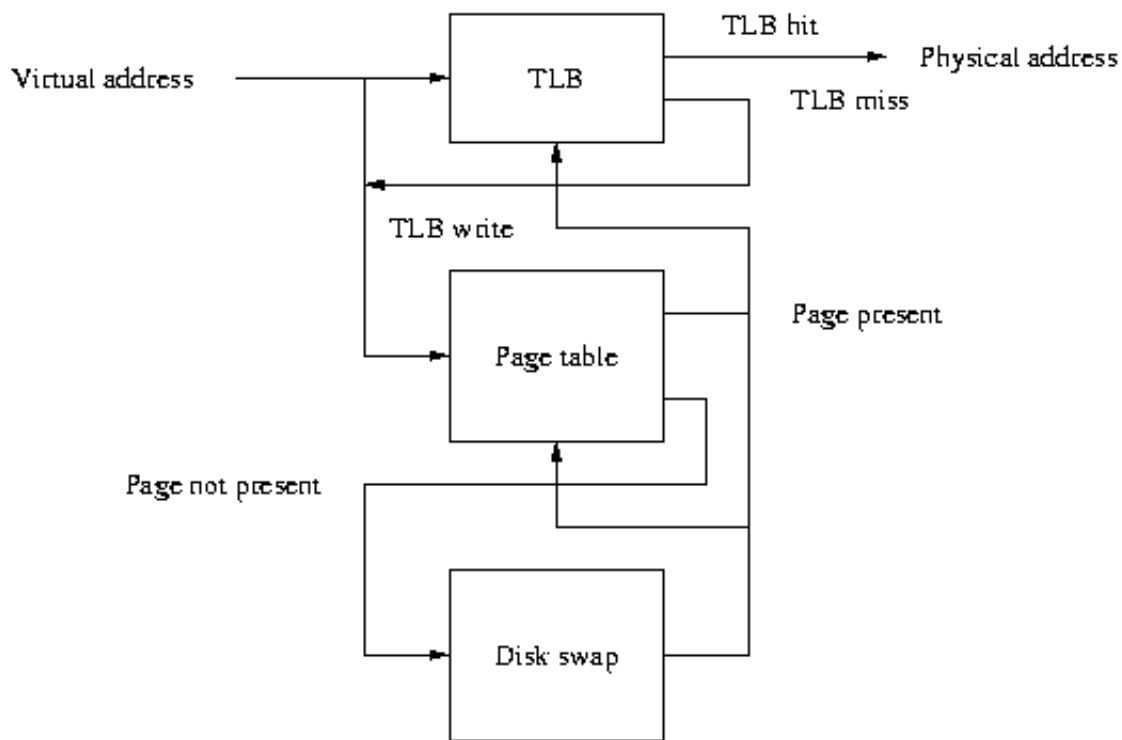 TLB hit
Virtual address
TLB
Physical address
TLB miss
TLB write
Page present
Page table
Page not present
Disk swap